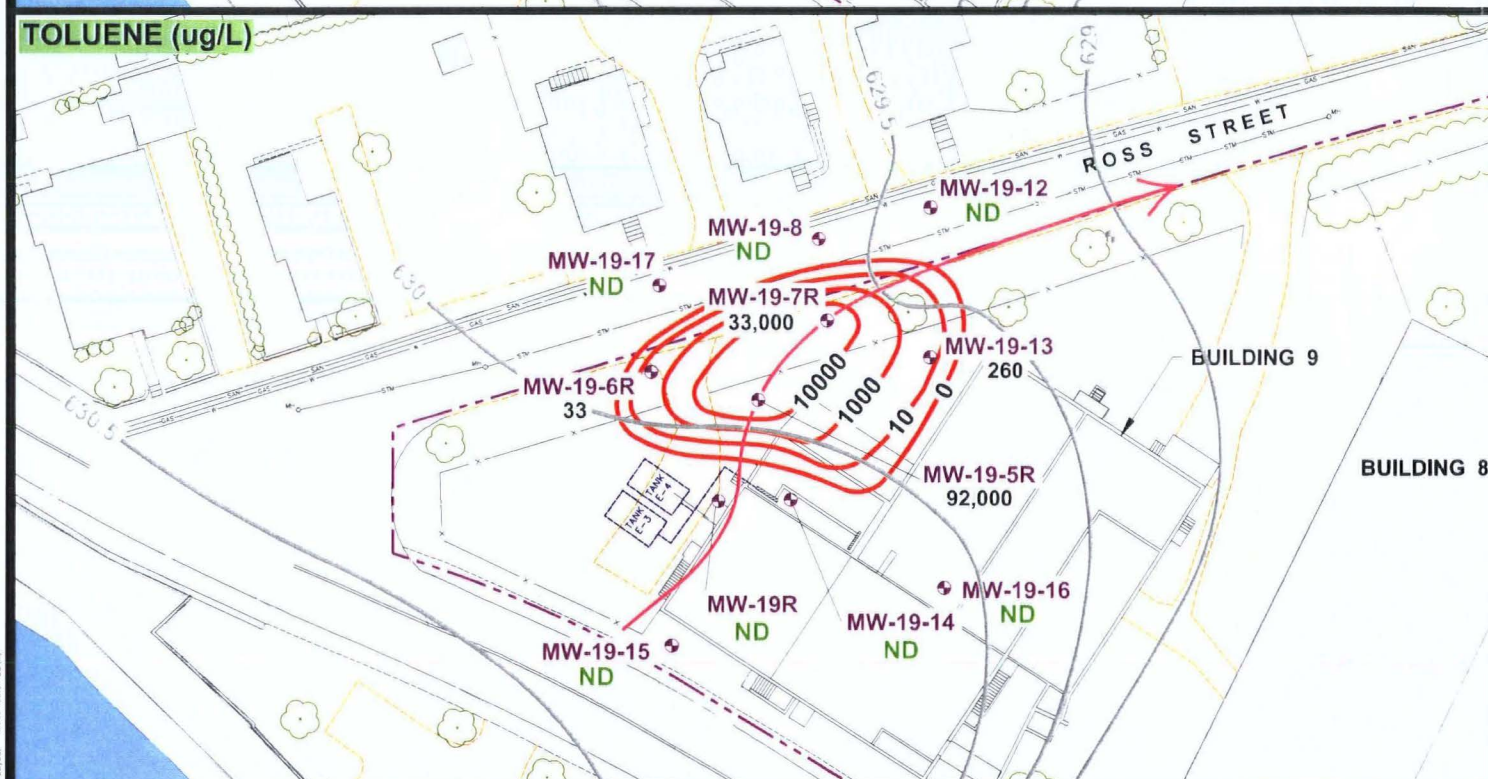 TOLUENE (ug/L)
629
629.5
ROSS STREET
MW-19-12
ND
MW-19-8
ND
MW-19-17
ND
630
MW-19-7R
33,000
MW-19-13
260
BUILDING 9
MW-19-6R
33
10000
1000
10
0
630.5
BUILDING 8
MW-19-5R
92,000
TANK
E-4
TANK
E-3
MW-19R
ND
MW-19-14
ND
MW-19-16
ND
MW-19-15
ND
SAN
GAS
W
STM